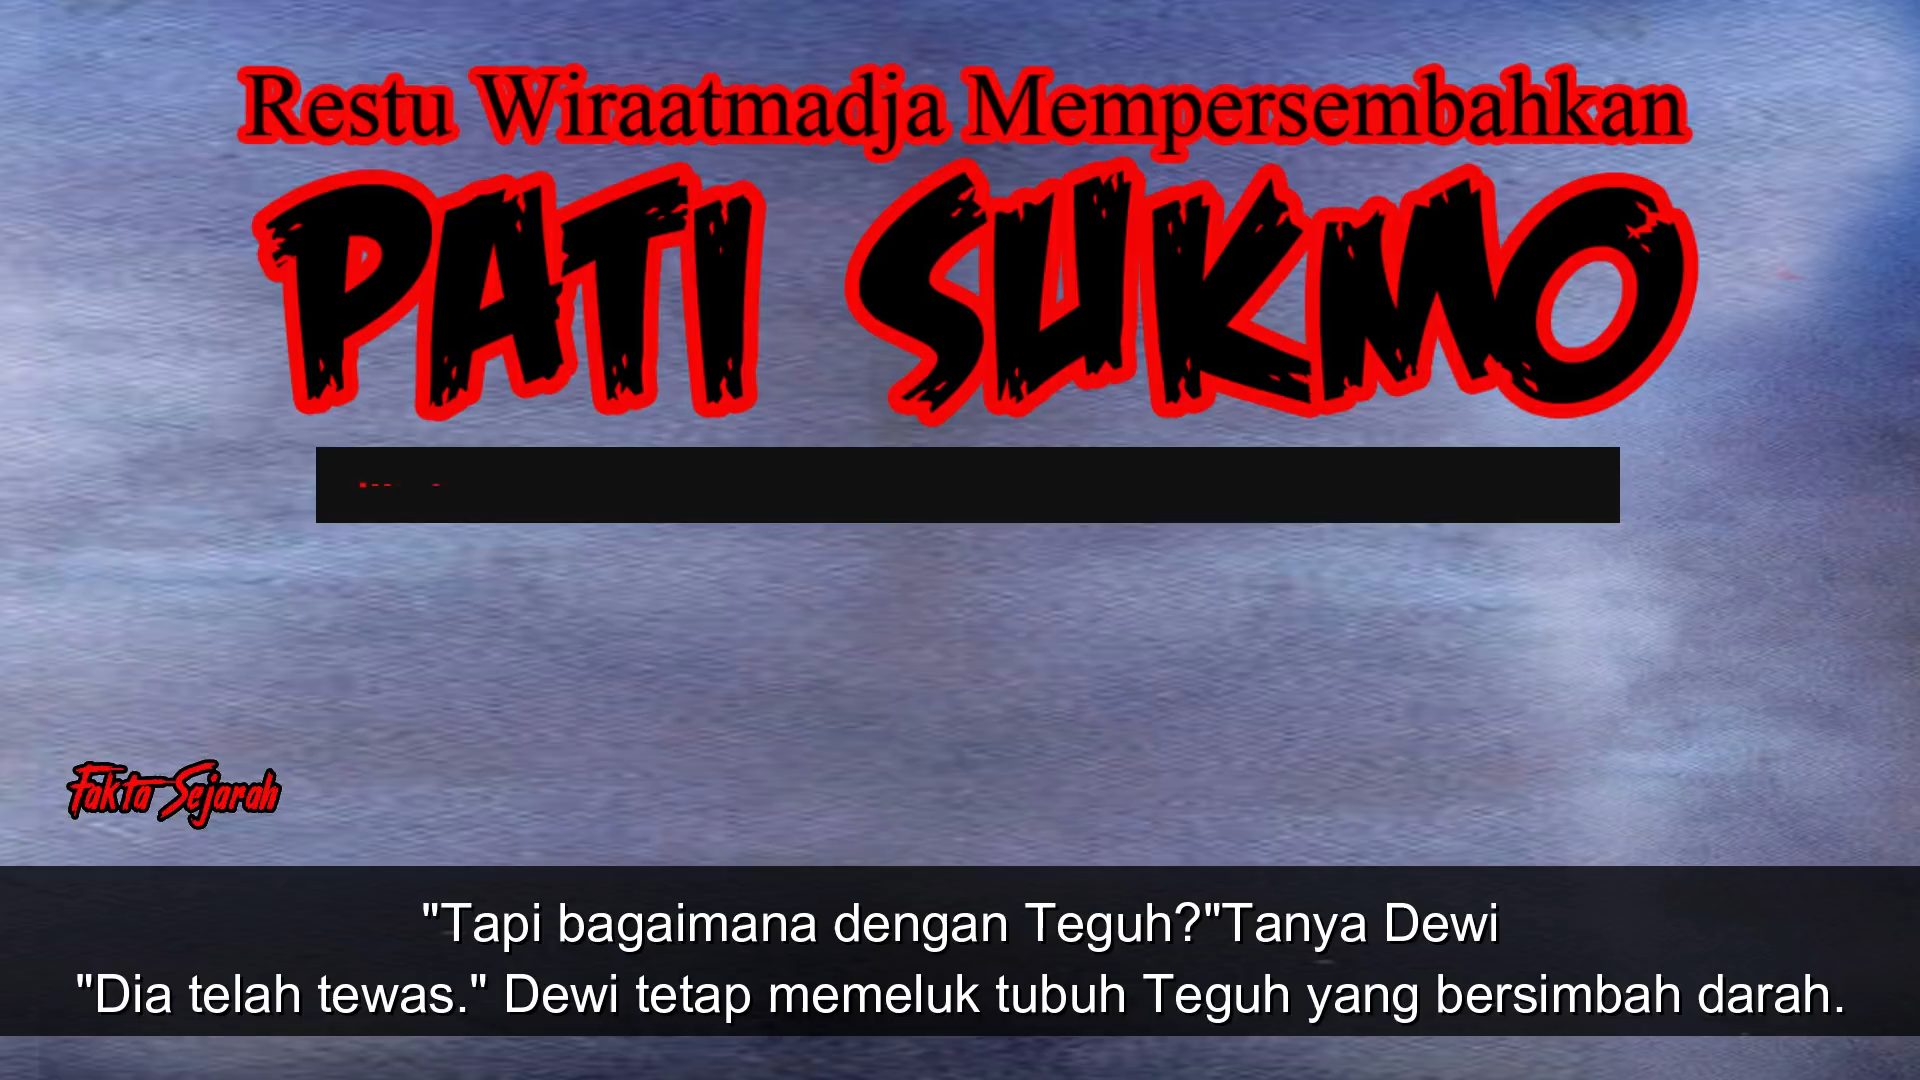 Restu Wiraatmadja Mempersembahkan
PATI SUKMO
Fakta Sejarah
"Tapi bagaimana dengan Teguh?"Tanya Dewi
"Dia telah tewas." Dewi tetap memeluk tubuh Teguh yang bersimbah darah.